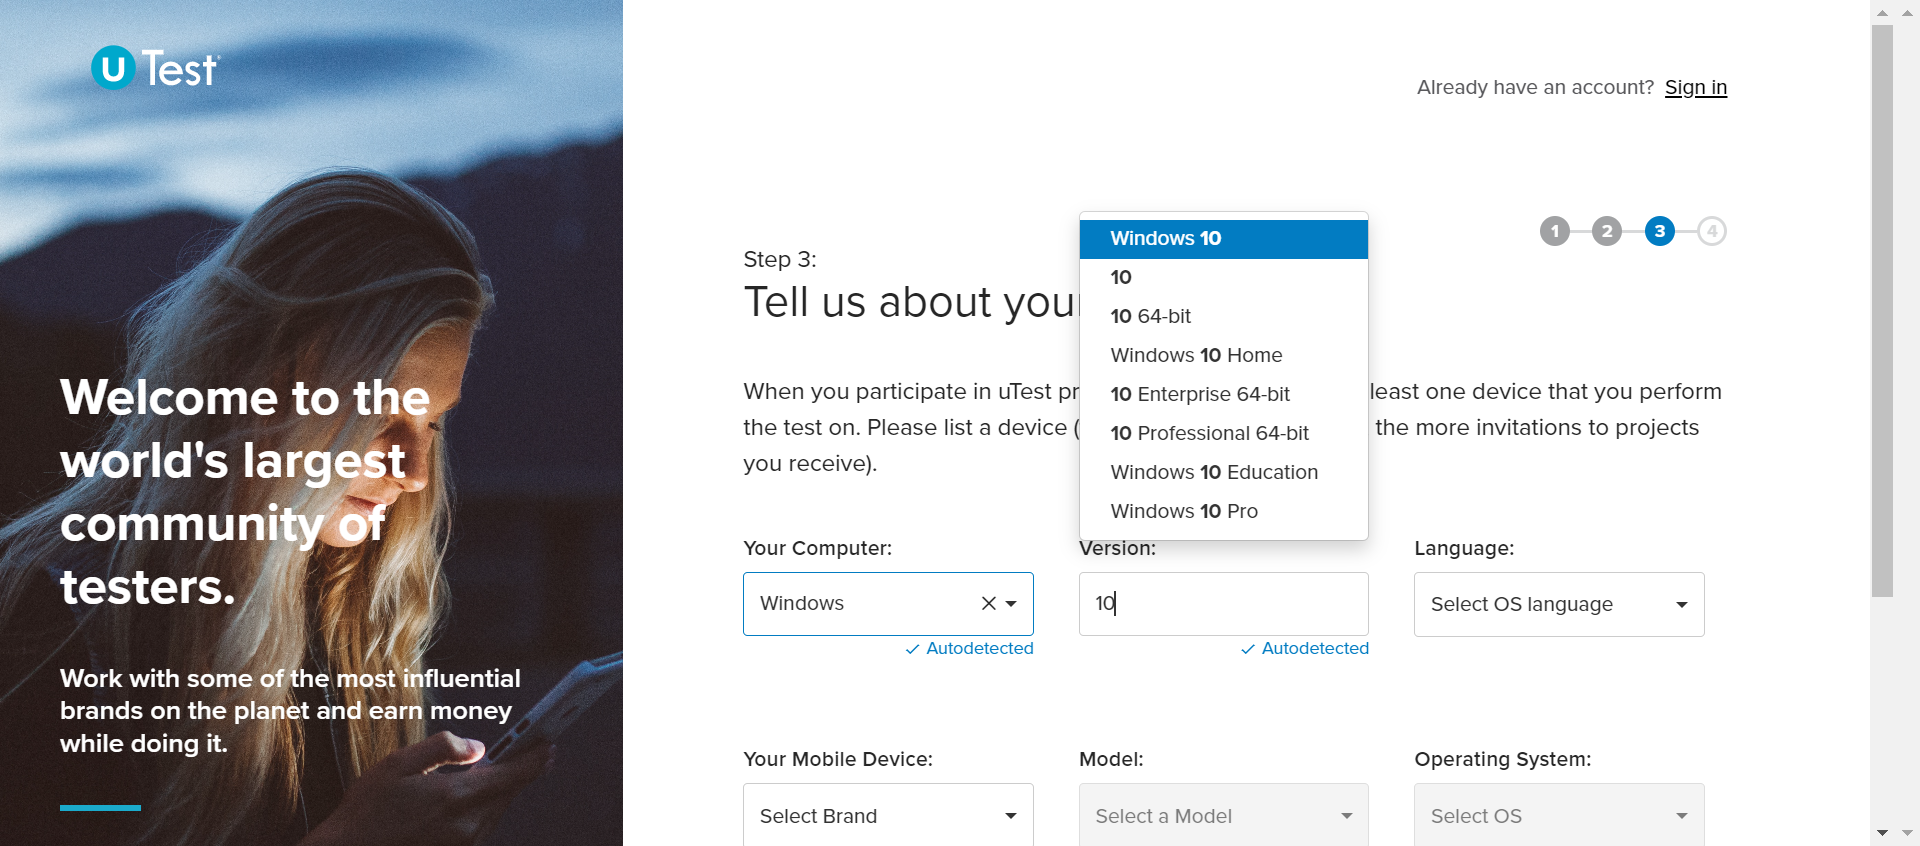 uTest
Already have an account? Sign in
1 2 3 4
Step 3:
Tell us about you
Windows 10
10
10 64-bit
Windows 10 Home
10 Enterprise 64-bit
10 Professional 64-bit
Windows 10 Education
Windows 10 Pro
When you participate in uTest pr least one device that you perform
the test on. Please list a device ( the more invitations to projects
you receive).
Your Computer: Version: Language:
Windows 10 Select OS language
Autodetected Autodetected
Your Mobile Device: Model: Operating System:
Select Brand Select a Model Select OS
Welcome to the
world's largest
community of
testers.
Work with some of the most influential
brands on the planet and earn money
while doing it.